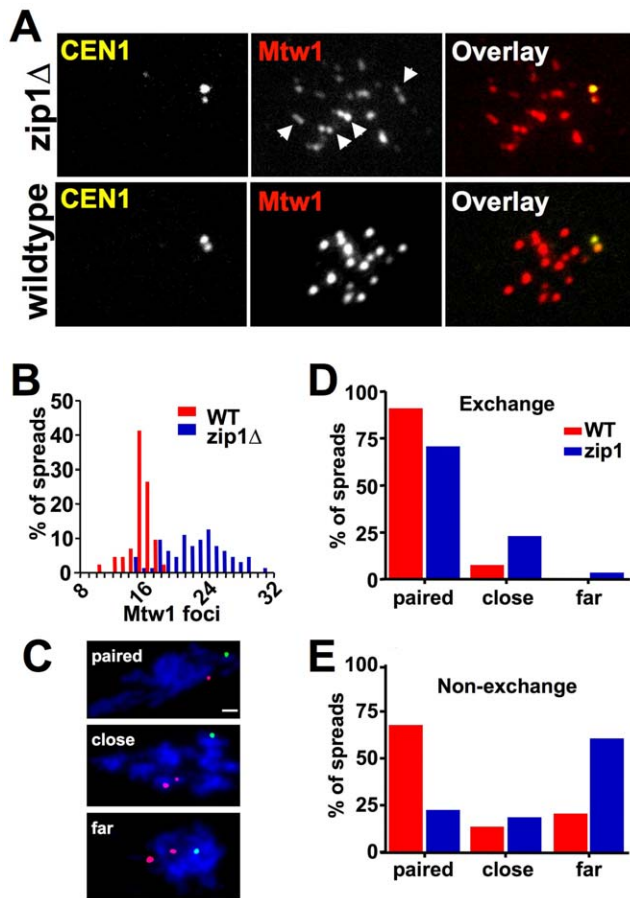 A
zip1Δ
CEN1
Mtw1
Overlay
wildtype
CEN1
Mtw1
Overlay
B
% of spreads
50
40
30
20
10
0
WT
zip1Δ
8
16
24
32
Mtw1 foci
C
paired
close
far
D
% of spreads
100
75
50
25
0
Exchange
WT
zip1
paired
close
far
E
% of spreads
100
75
50
25
0
Non-exchange
paired
close
far